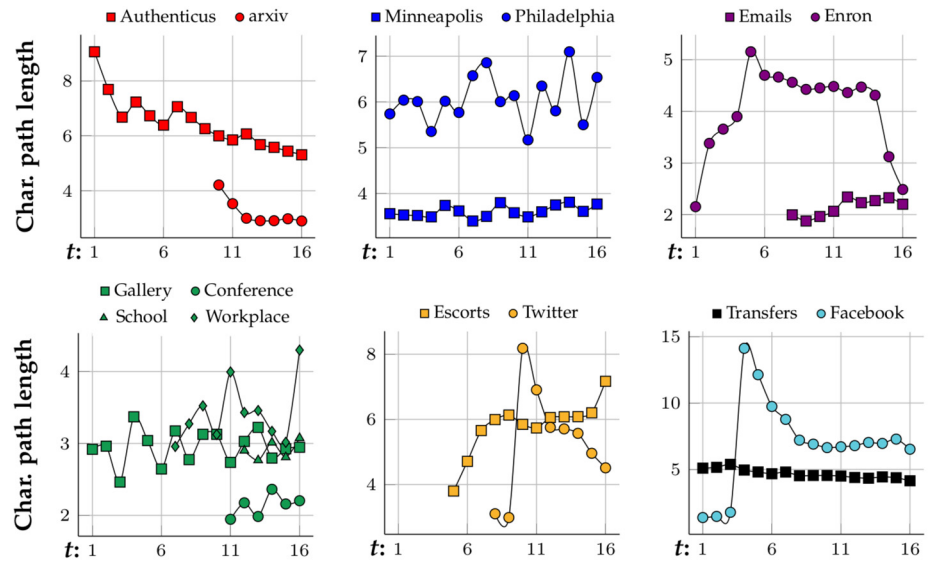 Authenticus arxiv
Minneapolis Philadelphia
Emails Enron
Char. path length
8
6
4
t: 1 6 11 16
7
6
5
4
t: 1 6 11 16
5
4
3
2
t: 1 6 11 16
Gallery Conference
School Workplace
Escorts Twitter
Transfers Facebook
Char. path length
4
3
2
t: 1 6 11 16
8
6
4
t: 1 6 11 16
15
10
5
t: 1 6 11 16